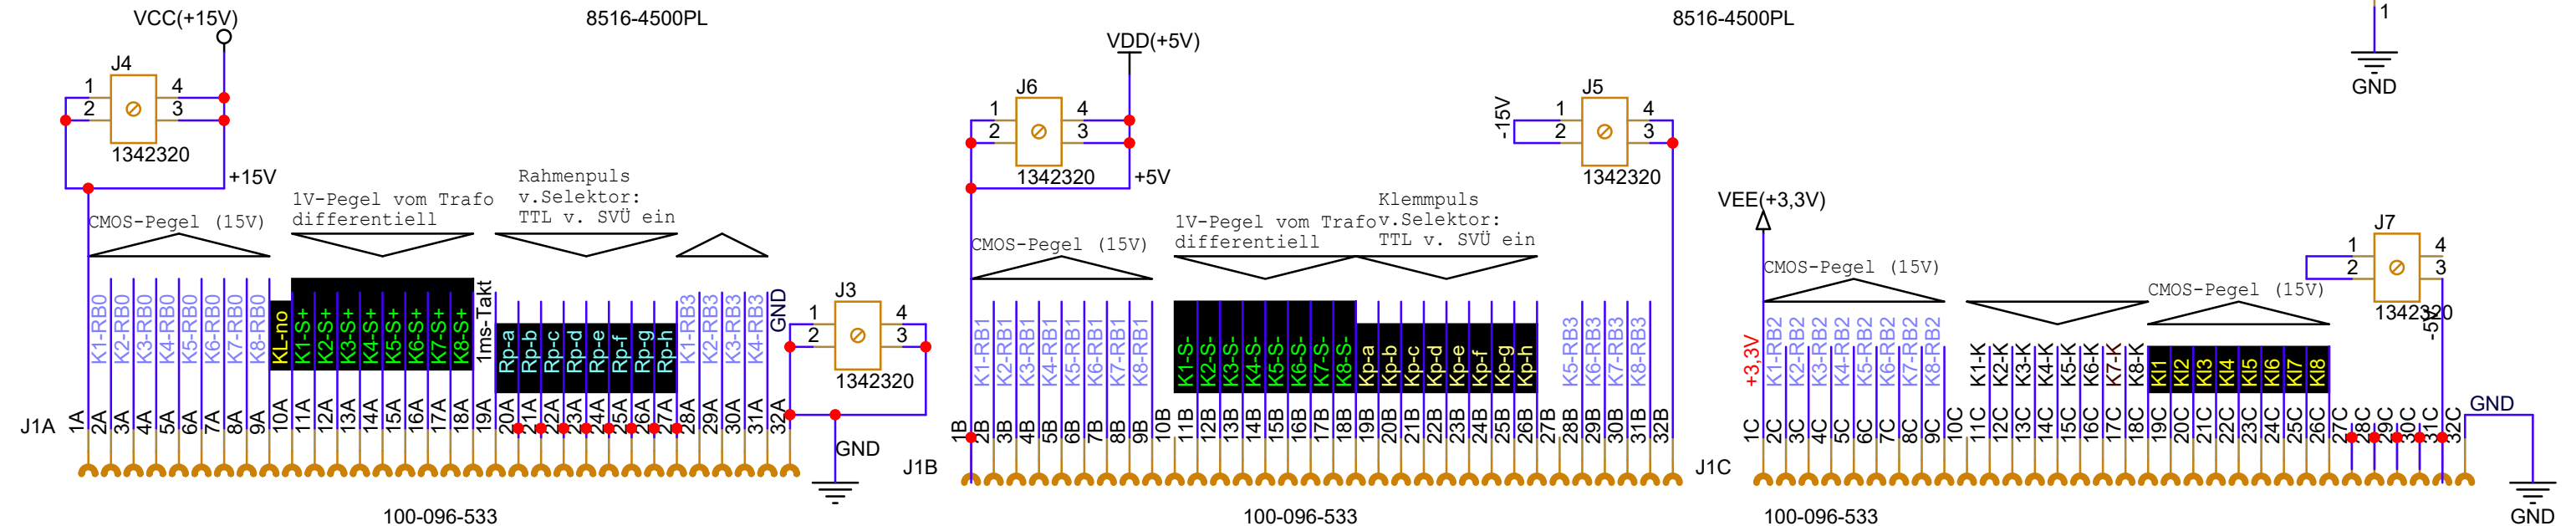 VCC(+15V)
8516-4500PL
J4
1
2
4
3
1342320
+15V
CMOS-Pegel (15V)
1V-Pegel vom Trafo
differentiell
Rahmenpuls
v.Selektor:
TTL v. SVÜ ein
K1-RB0
K2-RB0
K3-RB0
K4-RB0
K5-RB0
K6-RB0
K7-RB0
K8-RB0
KL-no
K1-S+
K2-S+
K3-S+
K4-S+
K5-S+
K6-S+
K7-S+
K8-S+
1ms-Takt
Rp-a
Rp-b
Rp-c
Rp-d
Rp-e
Rp-f
Rp-g
Rp-h
K1-RB3
K2-RB3
K3-RB3
K4-RB3
GND
J3
1
2
4
3
1342320
GND
J1A
1A
2A
3A
4A
5A
6A
7A
8A
9A
10A
11A
12A
13A
14A
15A
16A
17A
18A
19A
20A
21A
22A
23A
24A
25A
26A
27A
28A
29A
30A
31A
32A
100-096-533
VDD(+5V)
J6
1
2
4
3
1342320
+5V
8516-4500PL
J5
-15V
1
2
4
3
1342320
CMOS-Pegel (15V)
1V-Pegel vom Trafo
differentiell
Klemmpuls
v.Selektor:
TTL v. SVÜ ein
K1-RB1
K2-RB1
K3-RB1
K4-RB1
K5-RB1
K6-RB1
K7-RB1
K8-RB1
K1-S-
K2-S-
K3-S-
K4-S-
K5-S-
K6-S-
K7-S-
K8-S-
Kp-a
Kp-b
Kp-c
Kp-d
Kp-e
Kp-f
Kp-g
Kp-h
K5-RB3
K6-RB3
K7-RB3
K8-RB3
J1B
1B
2B
3B
4B
5B
6B
7B
8B
9B
10B
11B
12B
13B
14B
15B
16B
17B
18B
19B
20B
21B
22B
23B
24B
25B
26B
27B
28B
29B
30B
31B
32B
100-096-533
1
GND
VEE(+3,3V)
CMOS-Pegel (15V)
CMOS-Pegel (15V)
J7
1
2
4
3
1342320
-5V
+3,3V
K1-RB2
K2-RB2
K3-RB2
K4-RB2
K5-RB2
K6-RB2
K7-RB2
K8-RB2
K1-K
K2-K
K3-K
K4-K
K5-K
K6-K
K7-K
K8-K
KI1
KI2
KI3
KI4
KI5
KI6
KI7
KI8
J1C
1C
2C
3C
4C
5C
6C
7C
8C
9C
10C
11C
12C
13C
14C
15C
16C
17C
18C
19C
20C
21C
22C
23C
24C
25C
26C
27C
28C
29C
30C
31C
32C
GND
GND
100-096-533